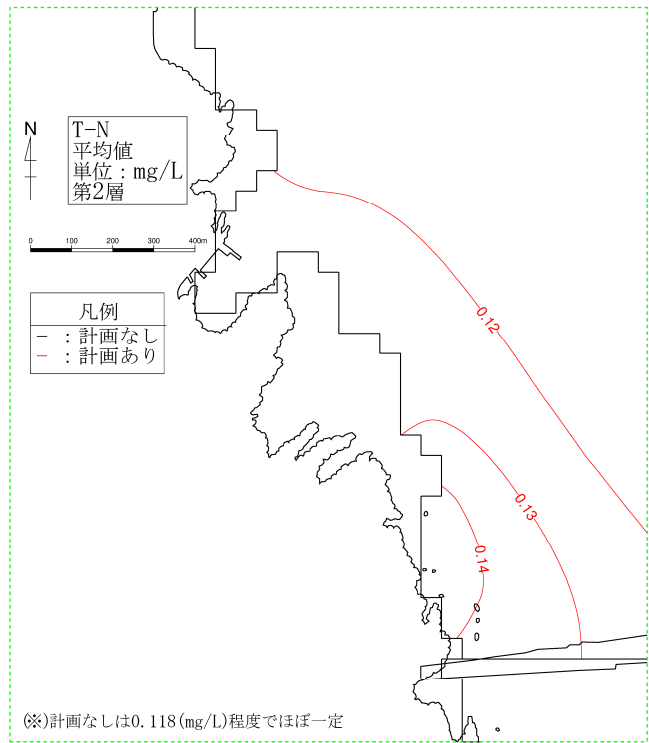 N
T-N
平均値
単位：mg/L
第2層
0 100 200 300 400m
凡例
－ ：計画なし
－ ：計画あり
0.12
0.13
0.14
(※)計画なしは0.118(mg/L)程度でほぼ一定